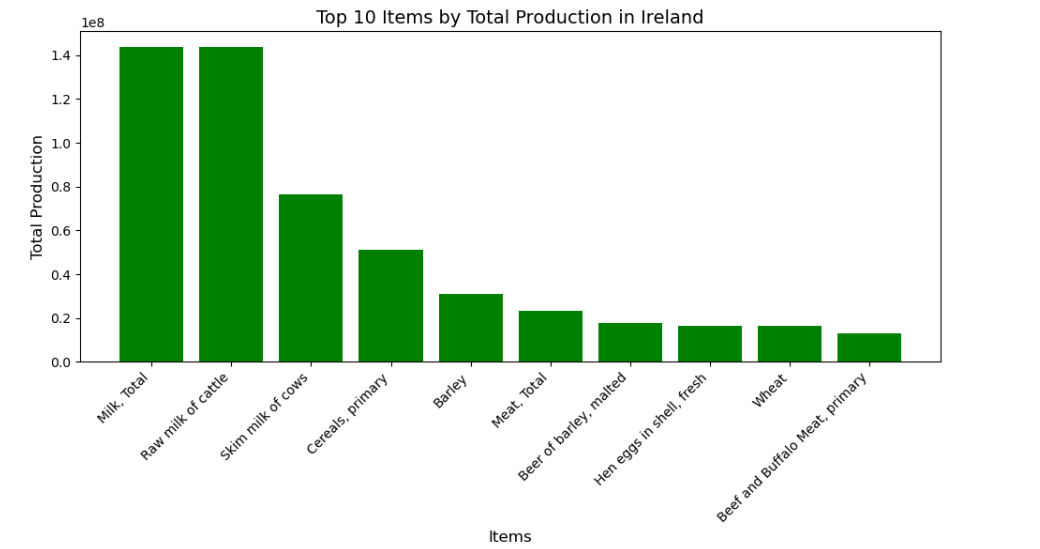 Top 10 Items by Total Production in Ireland
1e8
1.4
1.2
1.0
0.8
0.6
0.4
0.2
0.0
Total Production
Milk, Total
Raw milk of cattle
Skim milk of cows
Cereals, primary
Barley
Meat, Total
Beer of barley, malted
Hen eggs in shell, fresh
Wheat
Beef and Buffalo Meat, primary
Items